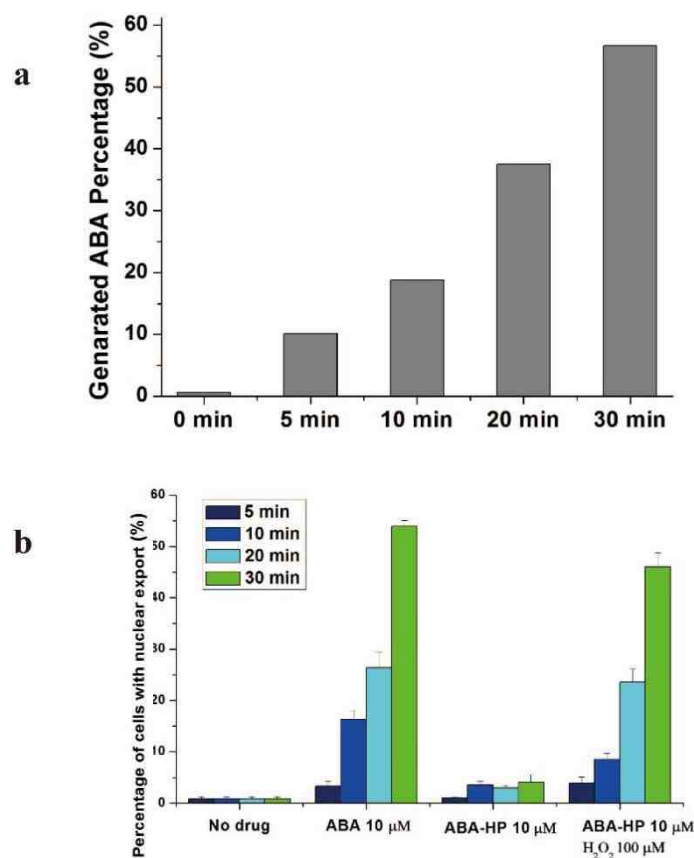 a
Genarated ABA Percentage (%)
60
50
40
30
20
10
0
0 min 5 min 10 min 20 min 30 min
b
Percentage of cells with nuclear export (%)
60
50
40
30
20
10
0
5 min
10 min
20 min
30 min
No drug ABA 10 μM ABA-HP 10 μM ABA-HP 10 μM
H₂O₂ 100 μM